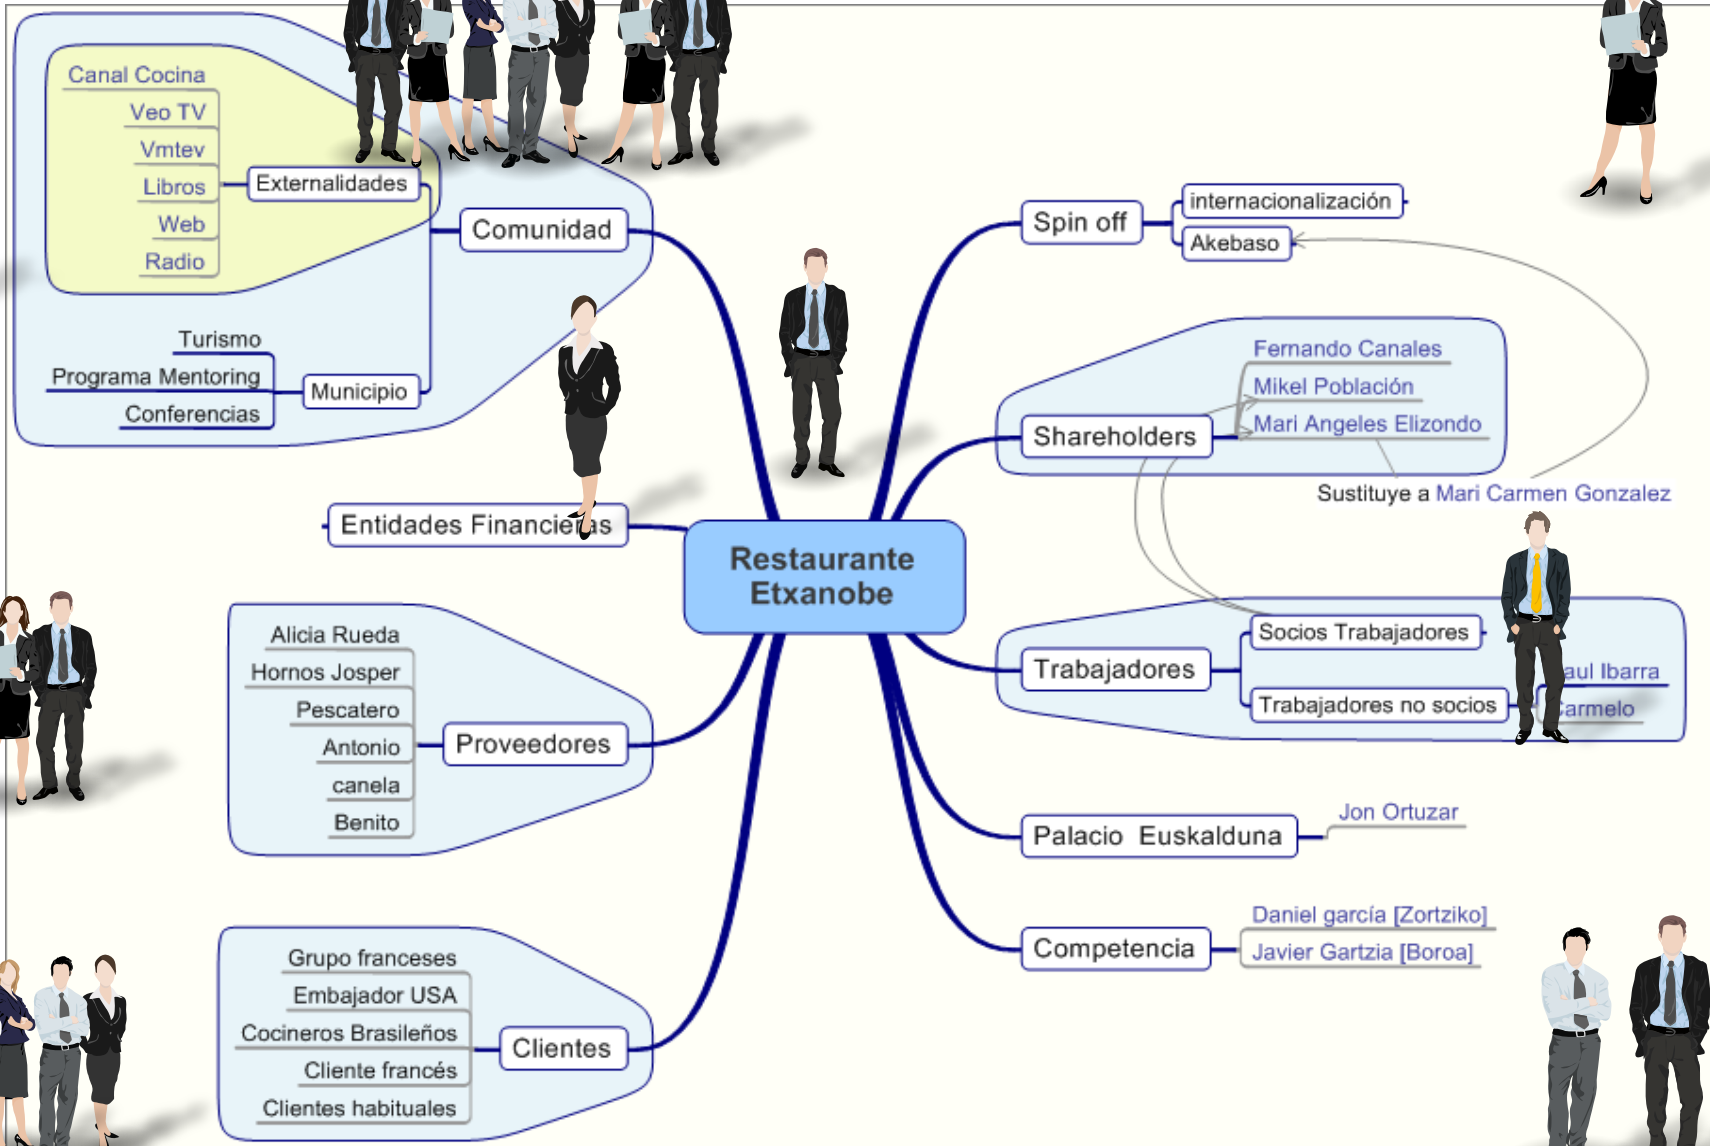 Canal Cocina
Veo TV
Vmtev
Libros
Web
Radio
Externalidades
Comunidad
Turismo
Programa Mentoring
Conferencias
Municipio
Entidades Financieras
Alicia Rueda
Hornos Josper
Pescatero
Antonio
canela
Benito
Proveedores
Grupo franceses
Embajador USA
Cocineros Brasileños
Cliente francés
Clientes habituales
Clientes
Restaurante
Etxanobe
Spin off
internacionalización
Akebaso
Shareholders
Fernando Canales
Mikel Población
Mari Angeles Elizondo
Sustituye a Mari Carmen Gonzalez
Trabajadores
Socios Trabajadores
Trabajadores no socios
Ibarra
Carmelo
Palacio Euskalduna
Jon Ortuzar
Competencia
Daniel garcía [Zortziko]
Javier Gartzia [Boroa]